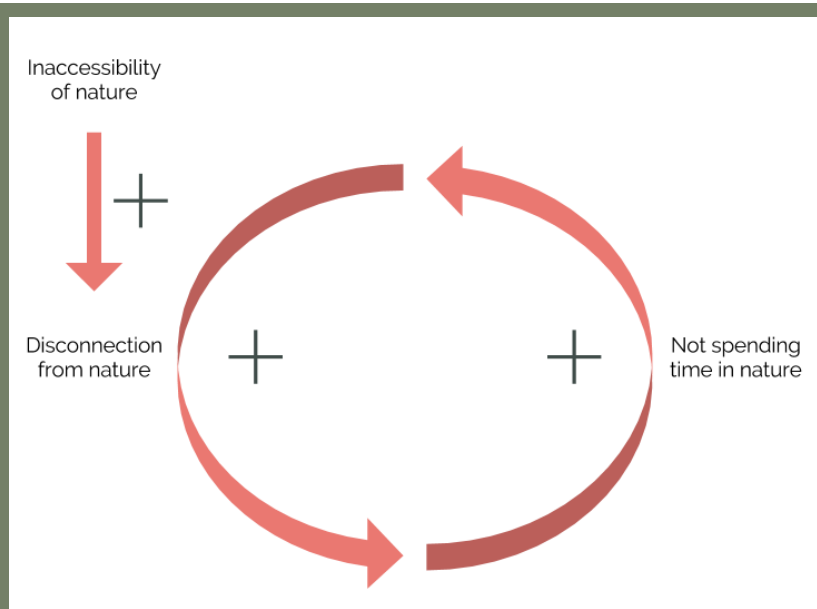 Inaccessibility
of nature
+
Disconnection
from nature
+
+
Not spending
time in nature